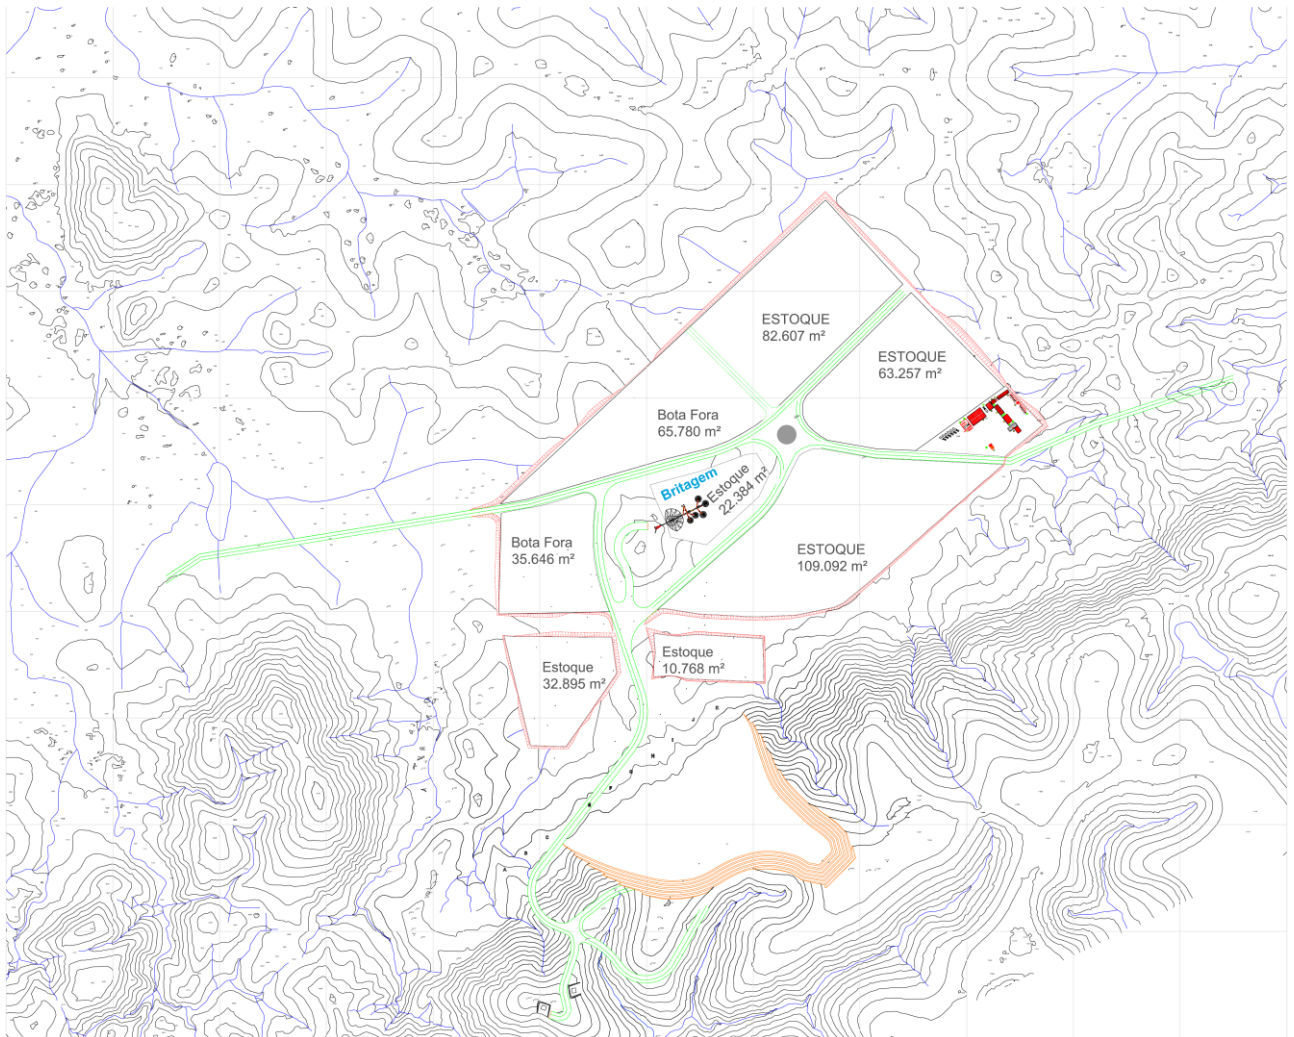 ESTOQUE
82.607 m²
ESTOQUE
63.257 m²
Bota Fora
65.780 m²
Britagem
Estoque
22.384 m²
Bota Fora
35.646 m²
ESTOQUE
109.092 m²
Estoque
32.895 m²
Estoque
10.768 m²
K
J
I
H
G
F
E
C
B
A